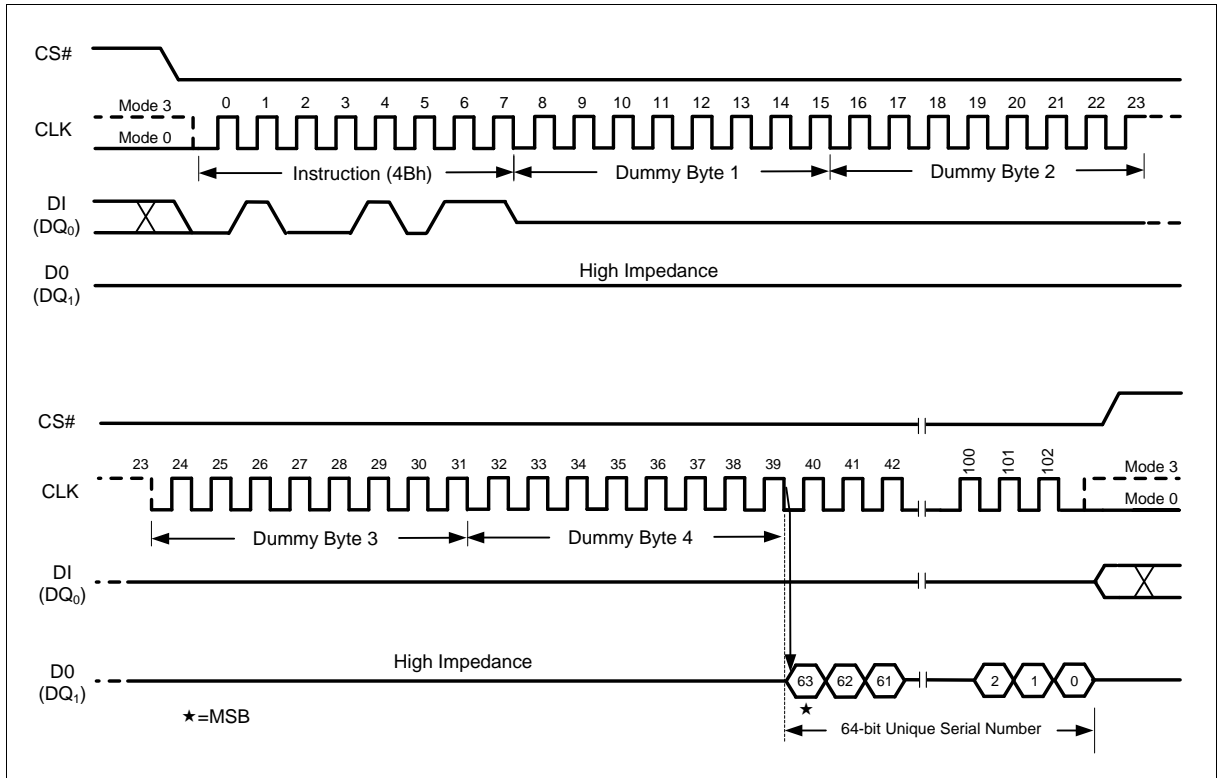 CS#
Mode 3
0 1 2 3 4 5 6 7 8 9 10 11 12 13 14 15 16 17 18 19 20 21 22 23
CLK
Mode 0
Instruction (4Bh) Dummy Byte 1 Dummy Byte 2
DI
(DQ0)
D0
(DQ1)
High Impedance
CS#
23 24 25 26 27 28 29 30 31 32 33 34 35 36 37 38 39 40 41 42 100 101 102
Mode 3
CLK
Mode 0
Dummy Byte 3 Dummy Byte 4
DI
(DQ0)
D0
(DQ1)
High Impedance
63 62 61 2 1 0
★=MSB
★
64-bit Unique Serial Number